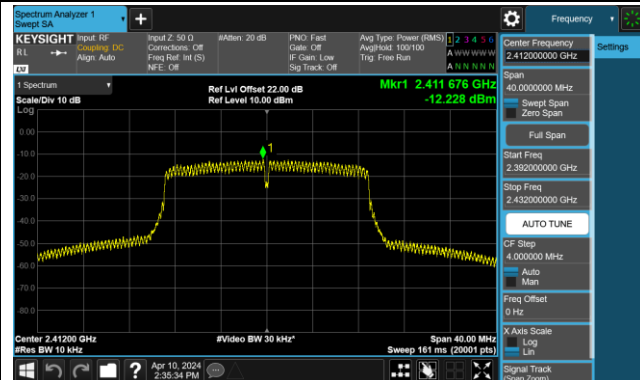 Spectrum Analyzer 1
Swept SA
Frequency
KEYSIGHT
RL
LXI
Input: RF
Coupling: DC
Align: Auto
Input Z: 50 Ω
Corrections: Off
Freq Ref: Int (S)
NFE: Off
#Atten: 20 dB
PNO: Fast
Gate: Off
IF Gain: Low
Sig Track: Off
Avg Type: Power (RMS)
Avg|Hold: 100/100
Trig: Free Run
1 2 3 4 5 6
A W W W W W
A N N N N N
1 Spectrum
Scale/Div 10 dB
Log
Ref Lvl Offset 22.00 dB
Ref Level 10.00 dBm
Mkr1 2.411 676 GHz
-12.228 dBm
1
0.00
-10.0
-20.0
-30.0
-40.0
-50.0
-60.0
-70.0
-80.0
Center 2.41200 GHz
#Res BW 10 kHz
#Video BW 30 kHz*
Span 40.00 MHz
Sweep 161 ms (20001 pts)
Apr 10, 2024
2:35:34 PM
Center Frequency
2.412000000 GHz
Span
40.0000000 MHz
Swept Span
Zero Span
Full Span
Start Freq
2.392000000 GHz
Stop Freq
2.432000000 GHz
AUTO TUNE
CF Step
4.000000 MHz
Auto
Man
Freq Offset
0 Hz
X Axis Scale
Log
Lin
Signal Track
(Span Zoom)
Settings